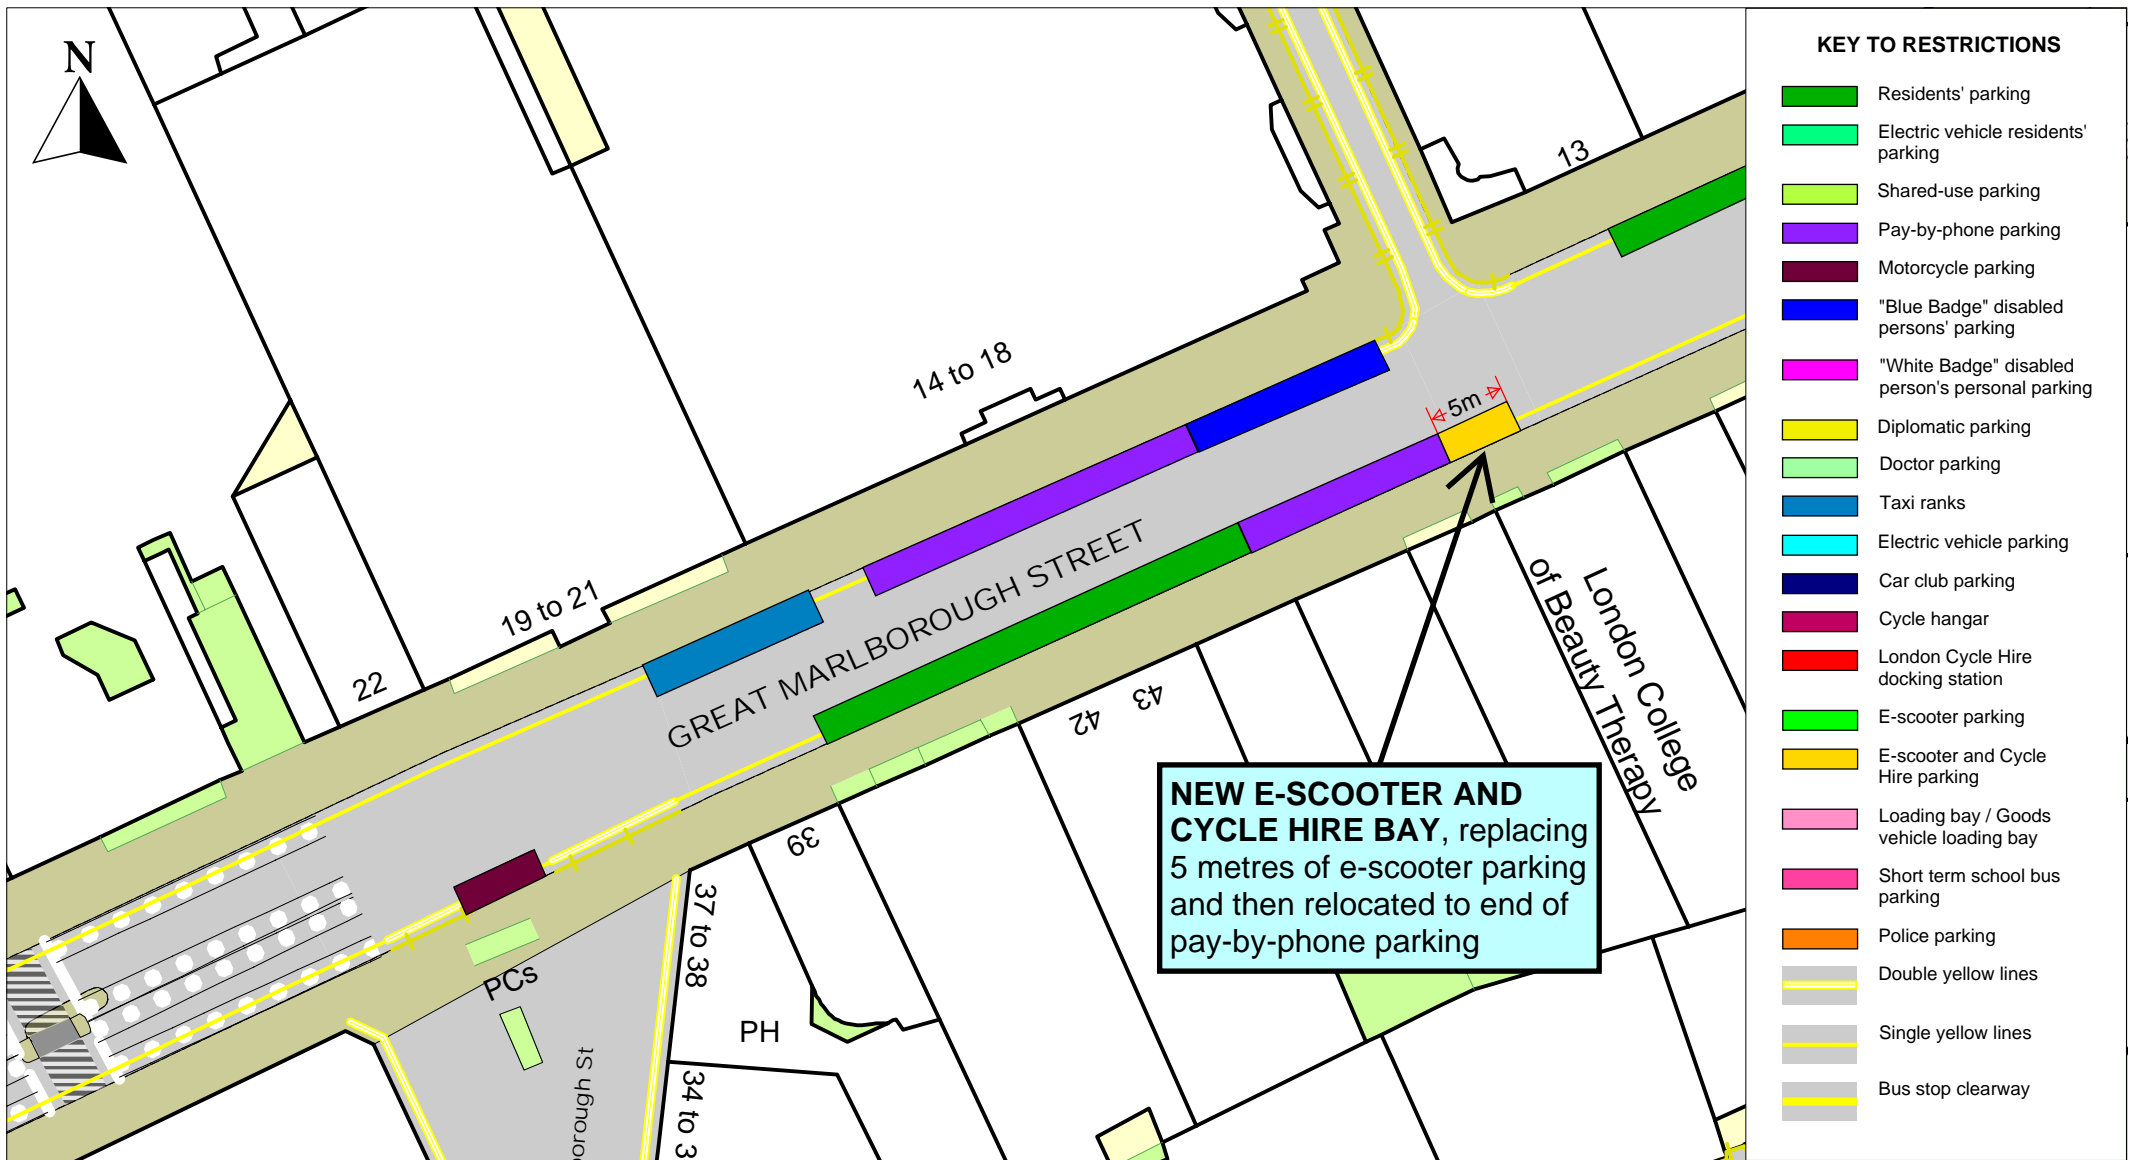 N
13
14 to 18
19 to 21
22
5m
GREAT MARLBOROUGH STREET
London College
of Beauty Therapy
43
42
39
37 to 38
PCs
PH
orough St
34 to 3
NEW E-SCOOTER AND
CYCLE HIRE BAY, replacing
5 metres of e-scooter parking
and then relocated to end of
pay-by-phone parking
KEY TO RESTRICTIONS
Residents' parking
Electric vehicle residents'
parking
Shared-use parking
Pay-by-phone parking
Motorcycle parking
"Blue Badge" disabled
persons' parking
"White Badge" disabled
person's personal parking
Diplomatic parking
Doctor parking
Taxi ranks
Electric vehicle parking
Car club parking
Cycle hangar
London Cycle Hire
docking station
E-scooter parking
E-scooter and Cycle
Hire parking
Loading bay / Goods
vehicle loading bay
Short term school bus
parking
Police parking
Double yellow lines
Single yellow lines
Bus stop clearway